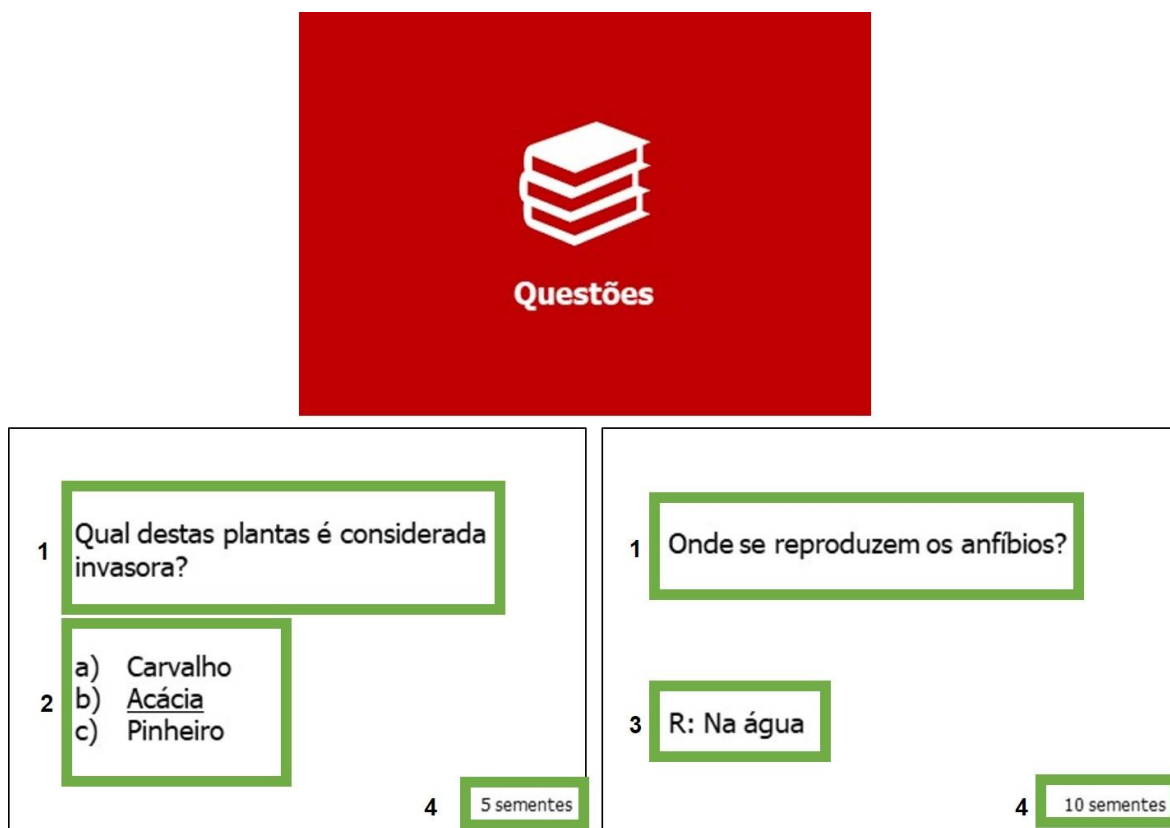 Questões
1
Qual destas plantas é considerada
invasora?
2
a) Carvalho
b) Acácia
c) Pinheiro
4
5 sementes
1
Onde se reproduzem os anfíbios?
3
R: Na água
4
10 sementes